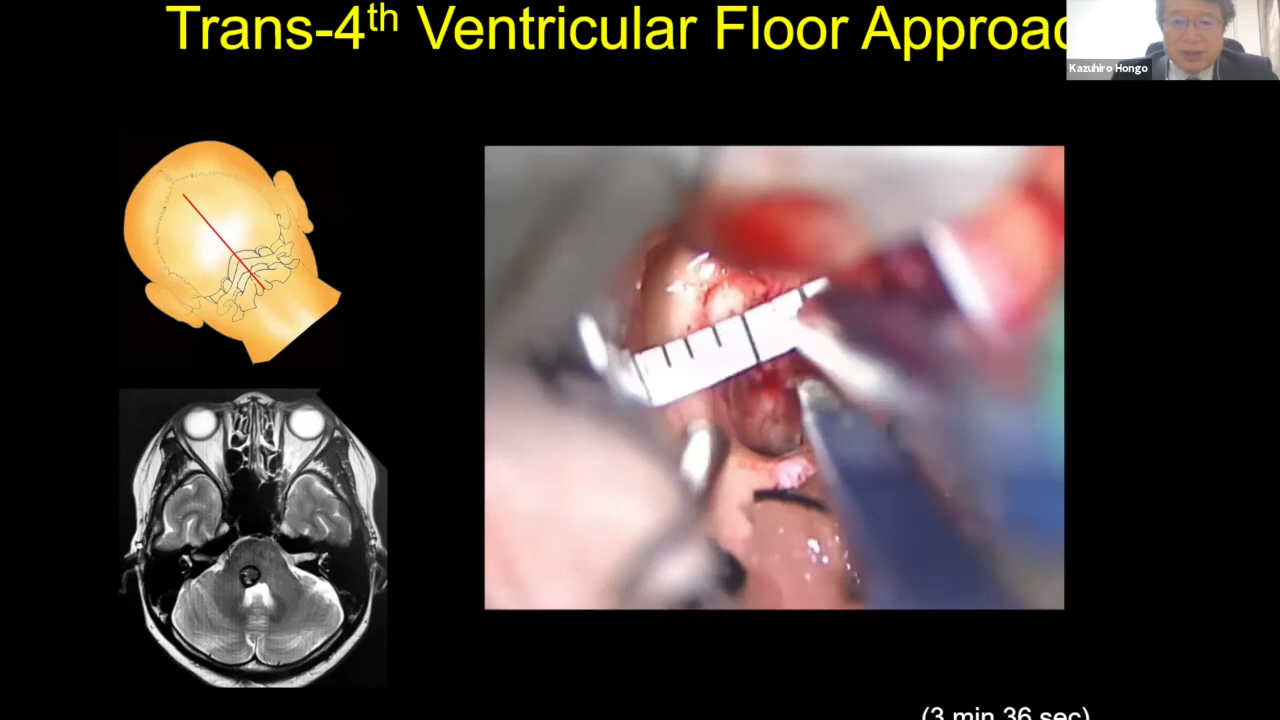 Trans-4th Ventricular Floor Approac
Kazuhiro Hongo
(3 min 36 sec)